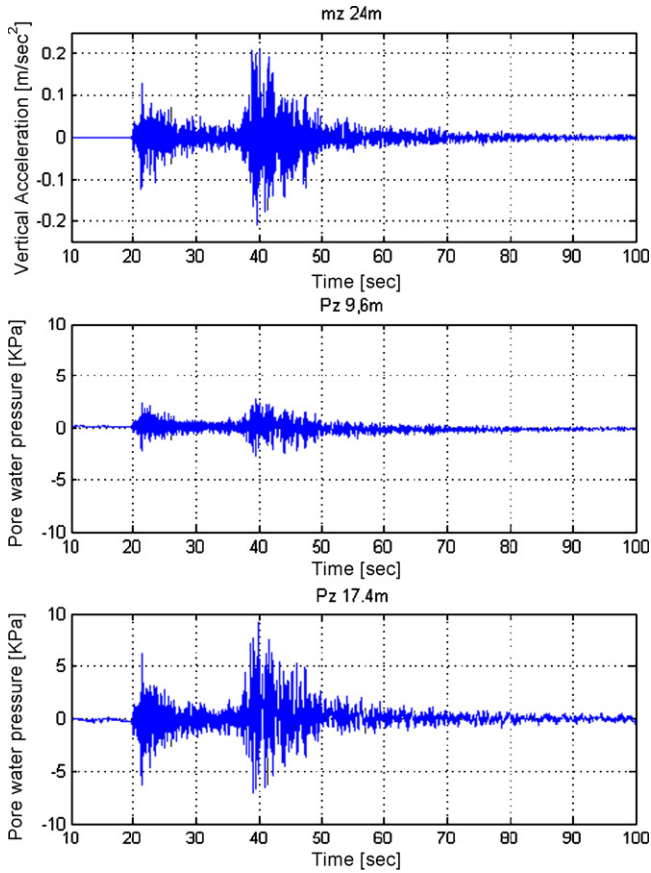 mz 24m
Vertical Acceleration [m/sec²]
0.2
0.1
0
-0.1
-0.2
10 20 30 40 50 60 70 80 90 100
Time [sec]
Pz 9,6m
Pore water pressure [KPa]
10
5
0
-5
-10
10 20 30 40 50 60 70 80 90 100
Time [sec]
Pz 17.4m
Pore water pressure [KPa]
10
5
0
-5
-10
10 20 30 40 50 60 70 80 90 100
Time [sec]